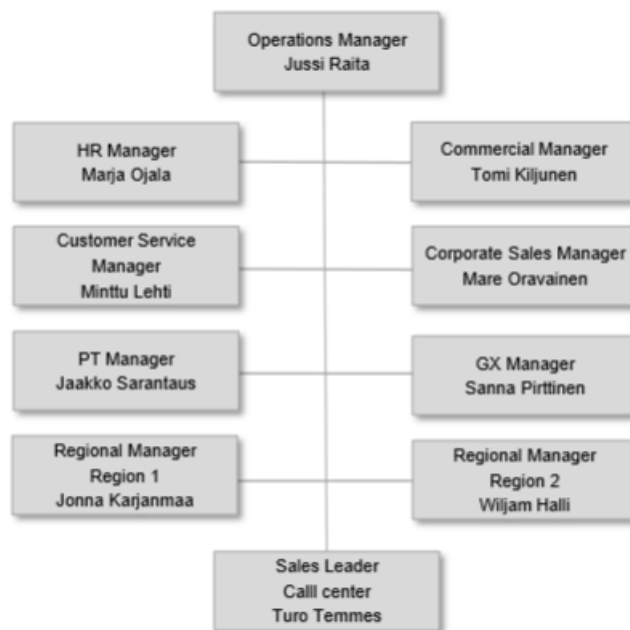 Operations Manager
Jussi Raita
HR Manager
Marja Ojala
Commercial Manager
Tomi Kiljunen
Customer Service
Manager
Minttu Lehti
Corporate Sales Manager
Mare Oravainen
PT Manager
Jaakko Sarantaus
GX Manager
Sanna Pirttinen
Regional Manager
Region 1
Jonna Karjanmaa
Regional Manager
Region 2
Wiljam Halli
Sales Leader
Calll center
Turo Temmes